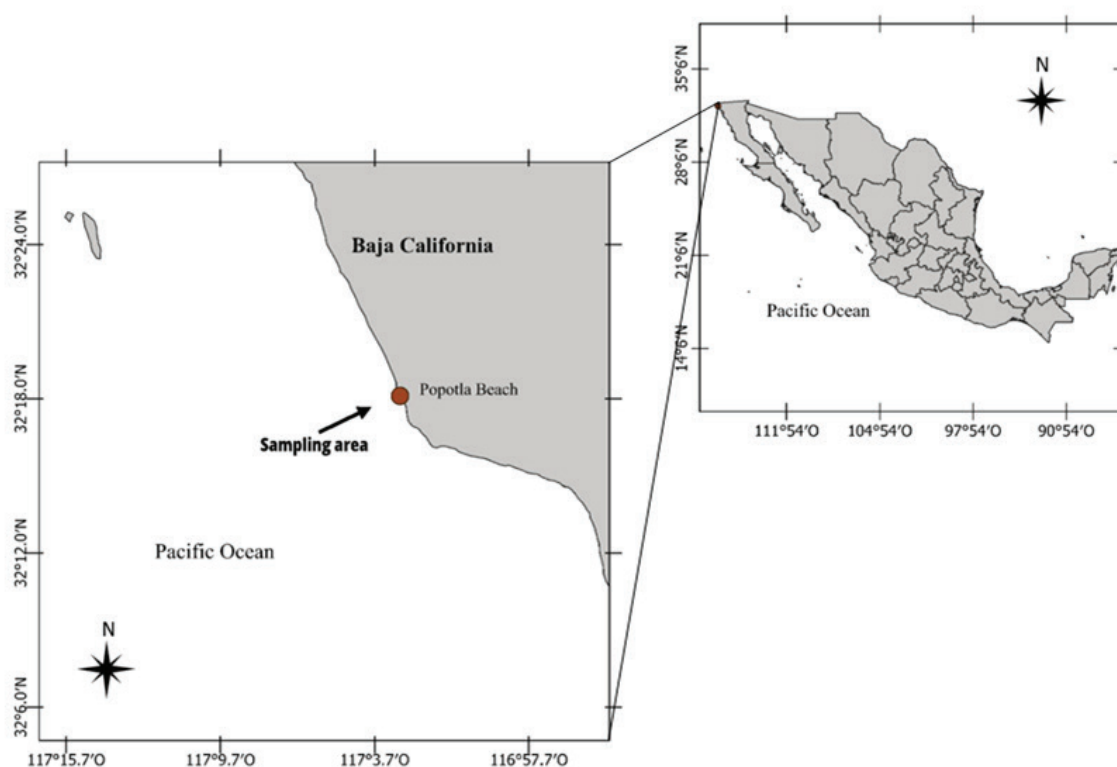 N
35°6'N
28°6'N
21°6'N
14°6'N
Pacific Ocean
111°54'O
104°54'O
97°54'O
90°54'O
32°24.0'N
Baja California
32°18.0'N
Popotla Beach
Sampling area
32°12.0'N
Pacific Ocean
N
32°6.0'N
117°15.7'O
117°9.7'O
117°3.7'O
116°57.7'O